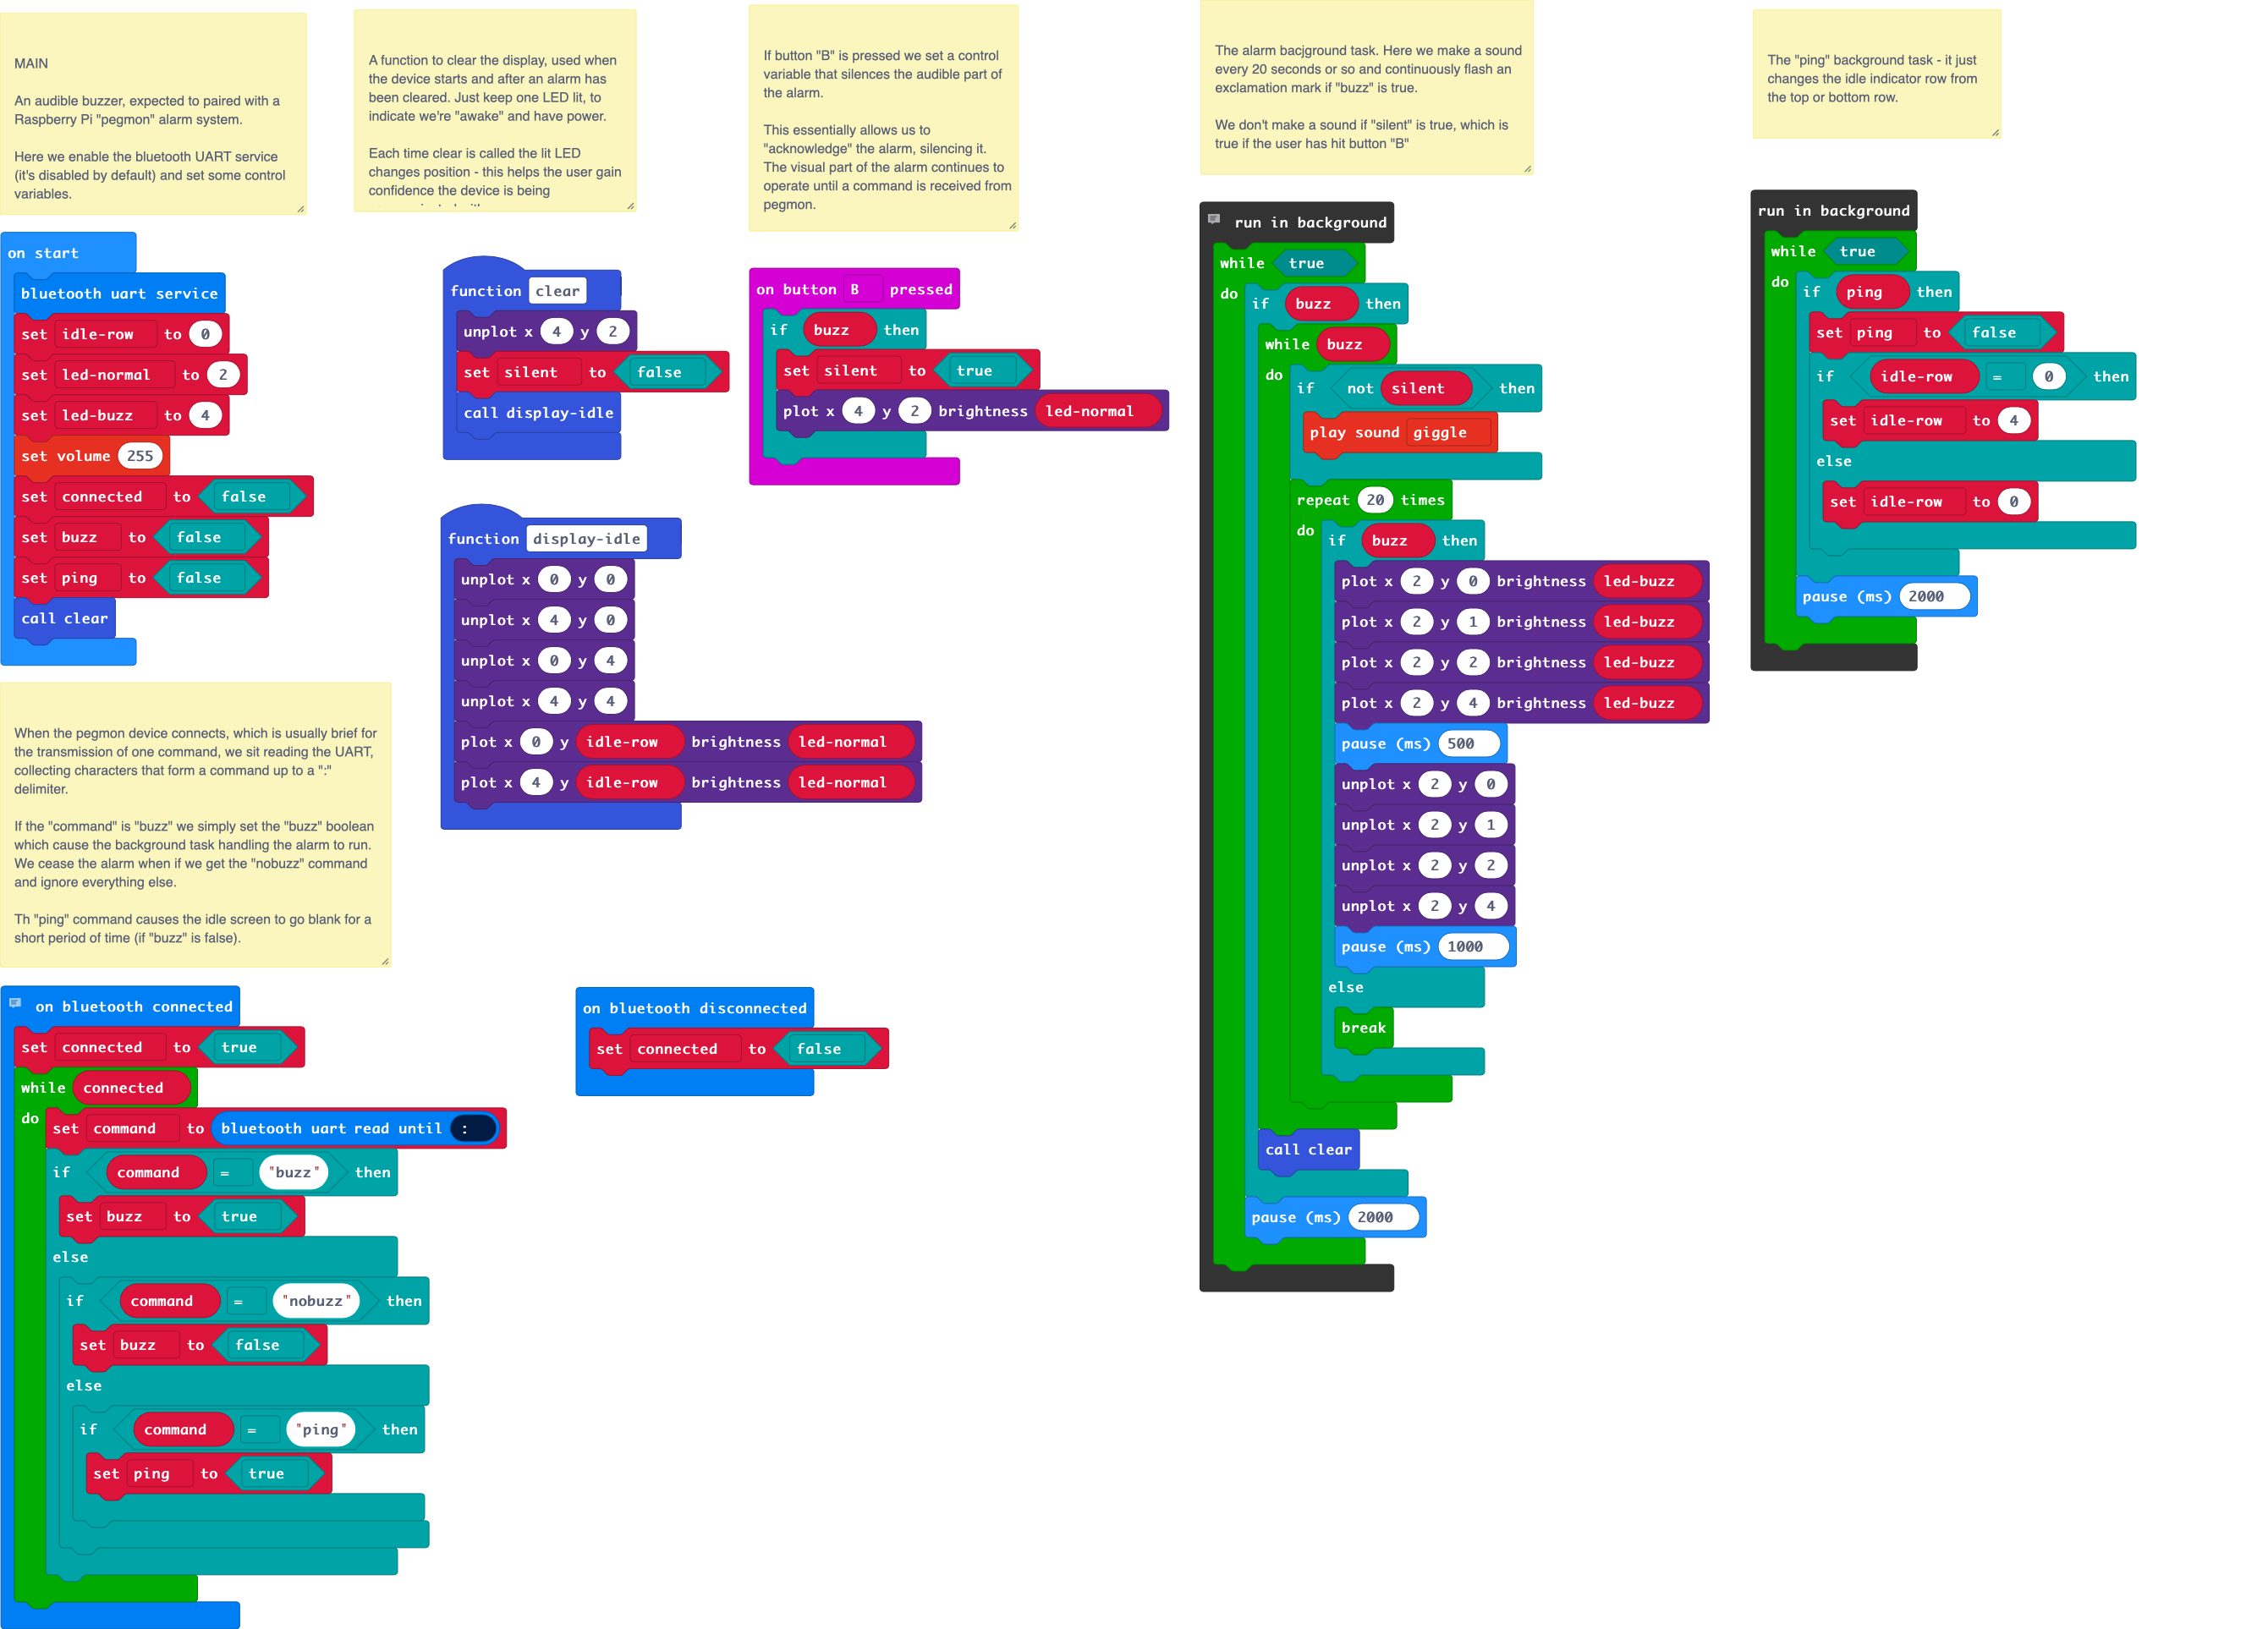 MAIN
An audible buzzer, expected to paired with a
Raspberry Pi "pegmon" alarm system.
Here we enable the bluetooth UART service
(it's disabled by default) and set some control
variables.
on start
bluetooth uart service
set idle-row to 0
set led-normal to 2
set led-buzz to 4
set volume 255
set connected to false
set buzz to false
set ping to false
call clear
When the pegmon device connects, which is usually brief for
the transmission of one command, we sit reading the UART,
collecting characters that form a command up to a ":"
delimiter.
If the "command" is "buzz" we simply set the "buzz" boolean
which cause the background task handling the alarm to run.
We cease the alarm when if we get the "nobuzz" command
and ignore everything else.
Th "ping" command causes the idle screen to go blank for a
short period of time (if "buzz" is false).
on bluetooth connected
set connected to true
while connected
do set command to bluetooth uart read until :
if command = "buzz" then
set buzz to true
else
if command = "nobuzz" then
set buzz to false
else
if command = "ping" then
set ping to true
A function to clear the display, used when
the device starts and after an alarm has
been cleared. Just keep one LED lit, to
indicate we're "awake" and have power.
Each time clear is called the lit LED
changes position - this helps the user gain
confidence the device is being
function clear
unplot x 4 y 2
set silent to false
call display-idle
function display-idle
unplot x 0 y 0
unplot x 4 y 0
unplot x 0 y 4
unplot x 4 y 4
plot x 0 y idle-row brightness led-normal
plot x 4 y idle-row brightness led-normal
on bluetooth disconnected
set connected to false
If button "B" is pressed we set a control
variable that silences the audible part of
the alarm.
This essentially allows us to
"acknowledge" the alarm, silencing it.
The visual part of the alarm continues to
operate until a command is received from
pegmon.
on button B pressed
if buzz then
set silent to true
plot x 4 y 2 brightness led-normal
The alarm bacjground task. Here we make a sound
every 20 seconds or so and continuously flash an
exclamation mark if "buzz" is true.
We don't make a sound if "silent" is true, which is
true if the user has hit button "B"
run in background
while true
do if buzz then
while buzz
do if not silent then
play sound giggle
repeat 20 times
do if buzz then
plot x 2 y 0 brightness led-buzz
plot x 2 y 1 brightness led-buzz
plot x 2 y 2 brightness led-buzz
plot x 2 y 4 brightness led-buzz
pause (ms) 500
unplot x 2 y 0
unplot x 2 y 1
unplot x 2 y 2
unplot x 2 y 4
pause (ms) 1000
else
break
call clear
pause (ms) 2000
The "ping" background task - it just
changes the idle indicator row from
the top or bottom row.
run in background
while true
do if ping then
set ping to false
if idle-row = 0 then
set idle-row to 4
else
set idle-row to 0
pause (ms) 2000